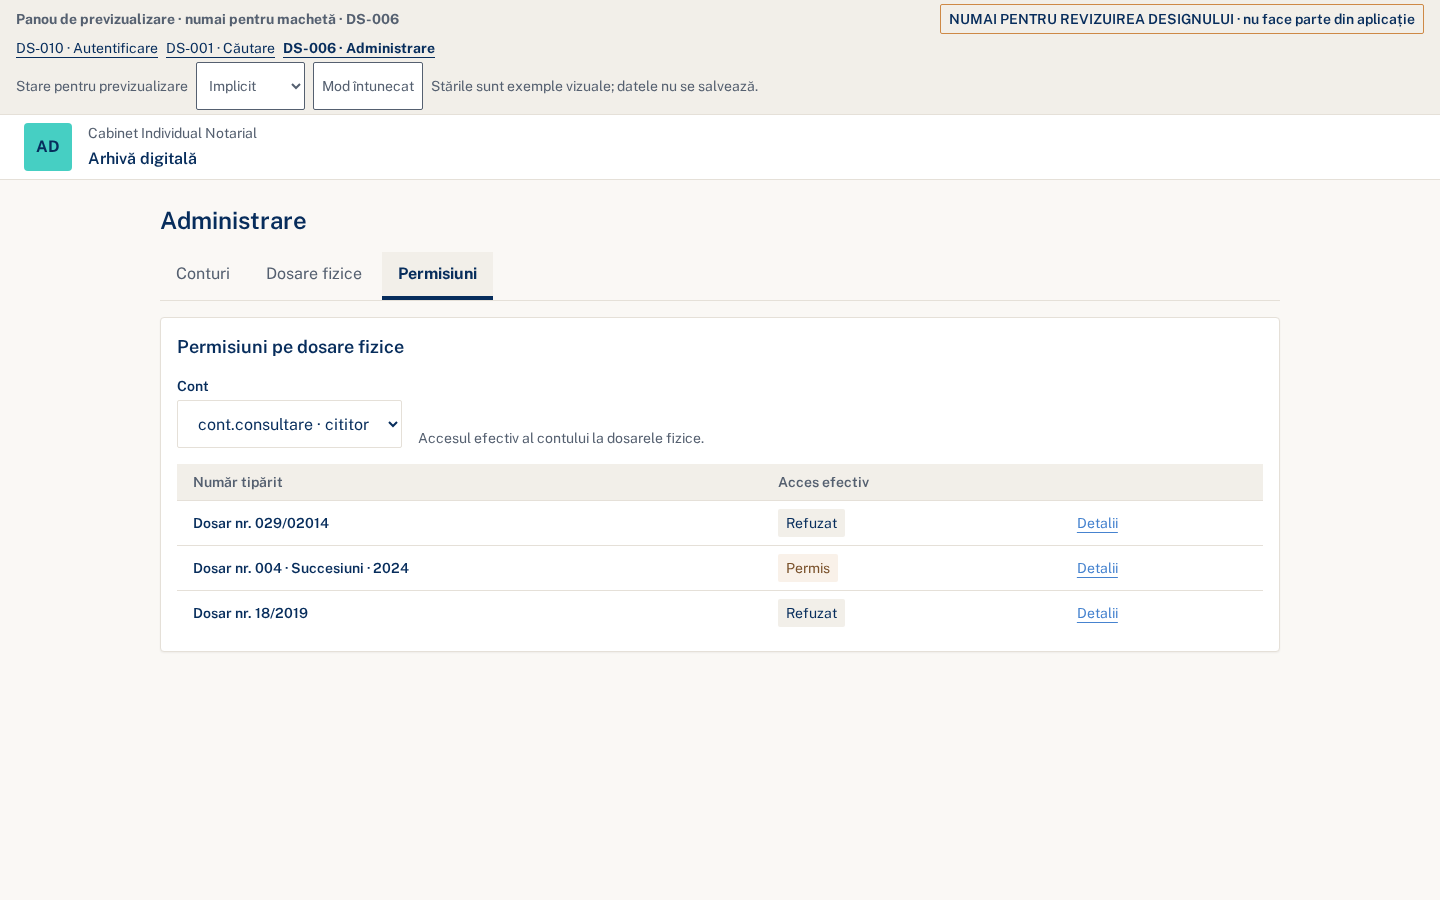 Panou de previzualizare · numai pentru machetă · DS-006
NUMAI PENTRU REVIZUIREA DESIGNULUI · nu face parte din aplicație
DS-010 · Autentificare DS-001 · Căutare DS-006 · Administrare
Stare pentru previzualizare Implicit Mod întunecat Stările sunt exemple vizuale; datele nu se salvează.
AD
Cabinet Individual Notarial
Arhivă digitală
Administrare
Conturi Dosare fizice Permisiuni
Permisiuni pe dosare fizice
Cont
cont.consultare · cititor Accesul efectiv al contului la dosarele fizice.
Număr tipărit Acces efectiv
Dosar nr. 029/02014 Refuzat Detalii
Dosar nr. 004 · Succesiuni · 2024 Permis Detalii
Dosar nr. 18/2019 Refuzat Detalii